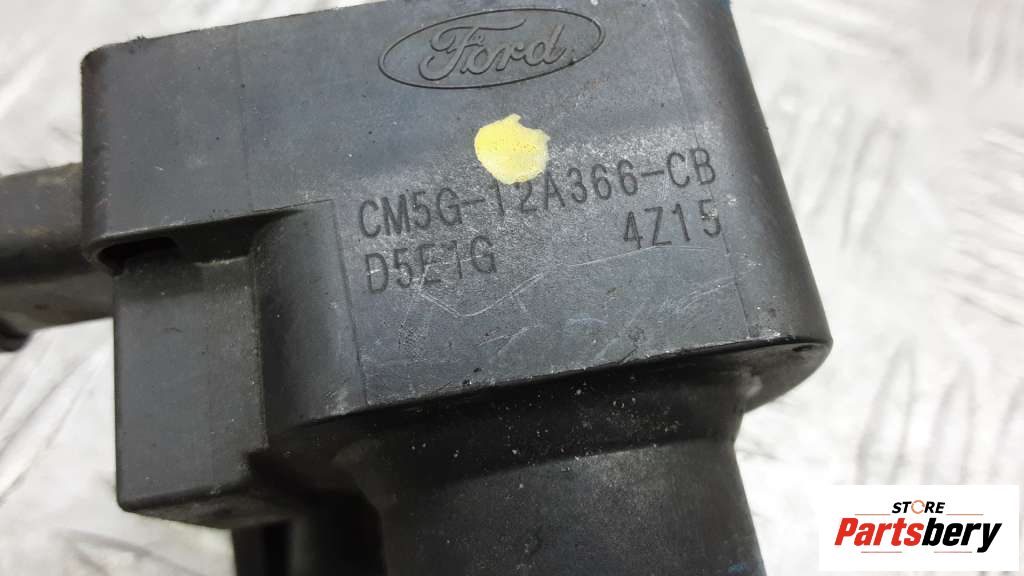 Ford
CM5G-12A366-CB
D5E1G 4Z15
STORE
Partsbery